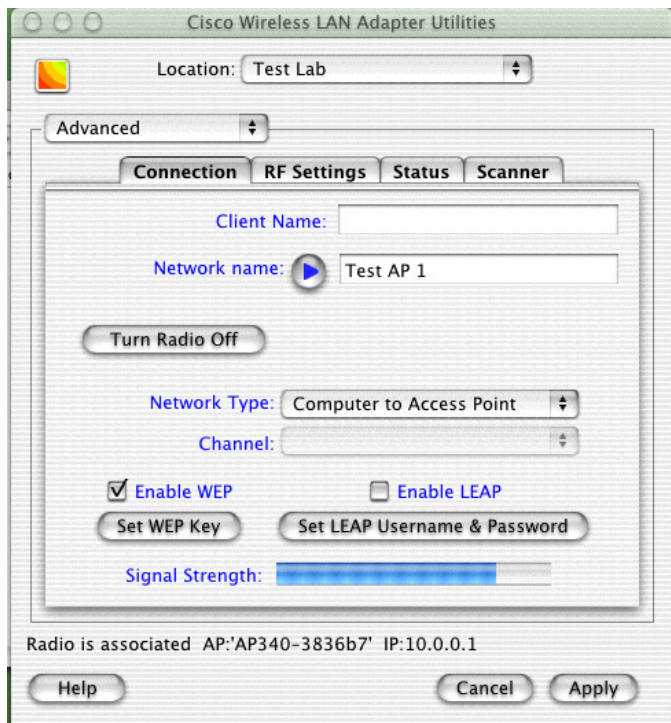 Cisco Wireless LAN Adapter Utilities
Location: Test Lab
Advanced
Connection RF Settings Status Scanner
Client Name:
Network name: Test AP 1
Turn Radio Off
Network Type: Computer to Access Point
Channel:
Enable WEP Enable LEAP
Set WEP Key Set LEAP Username & Password
Signal Strength:
Radio is associated AP:'AP340-3836b7' IP:10.0.0.1
Help Cancel Apply